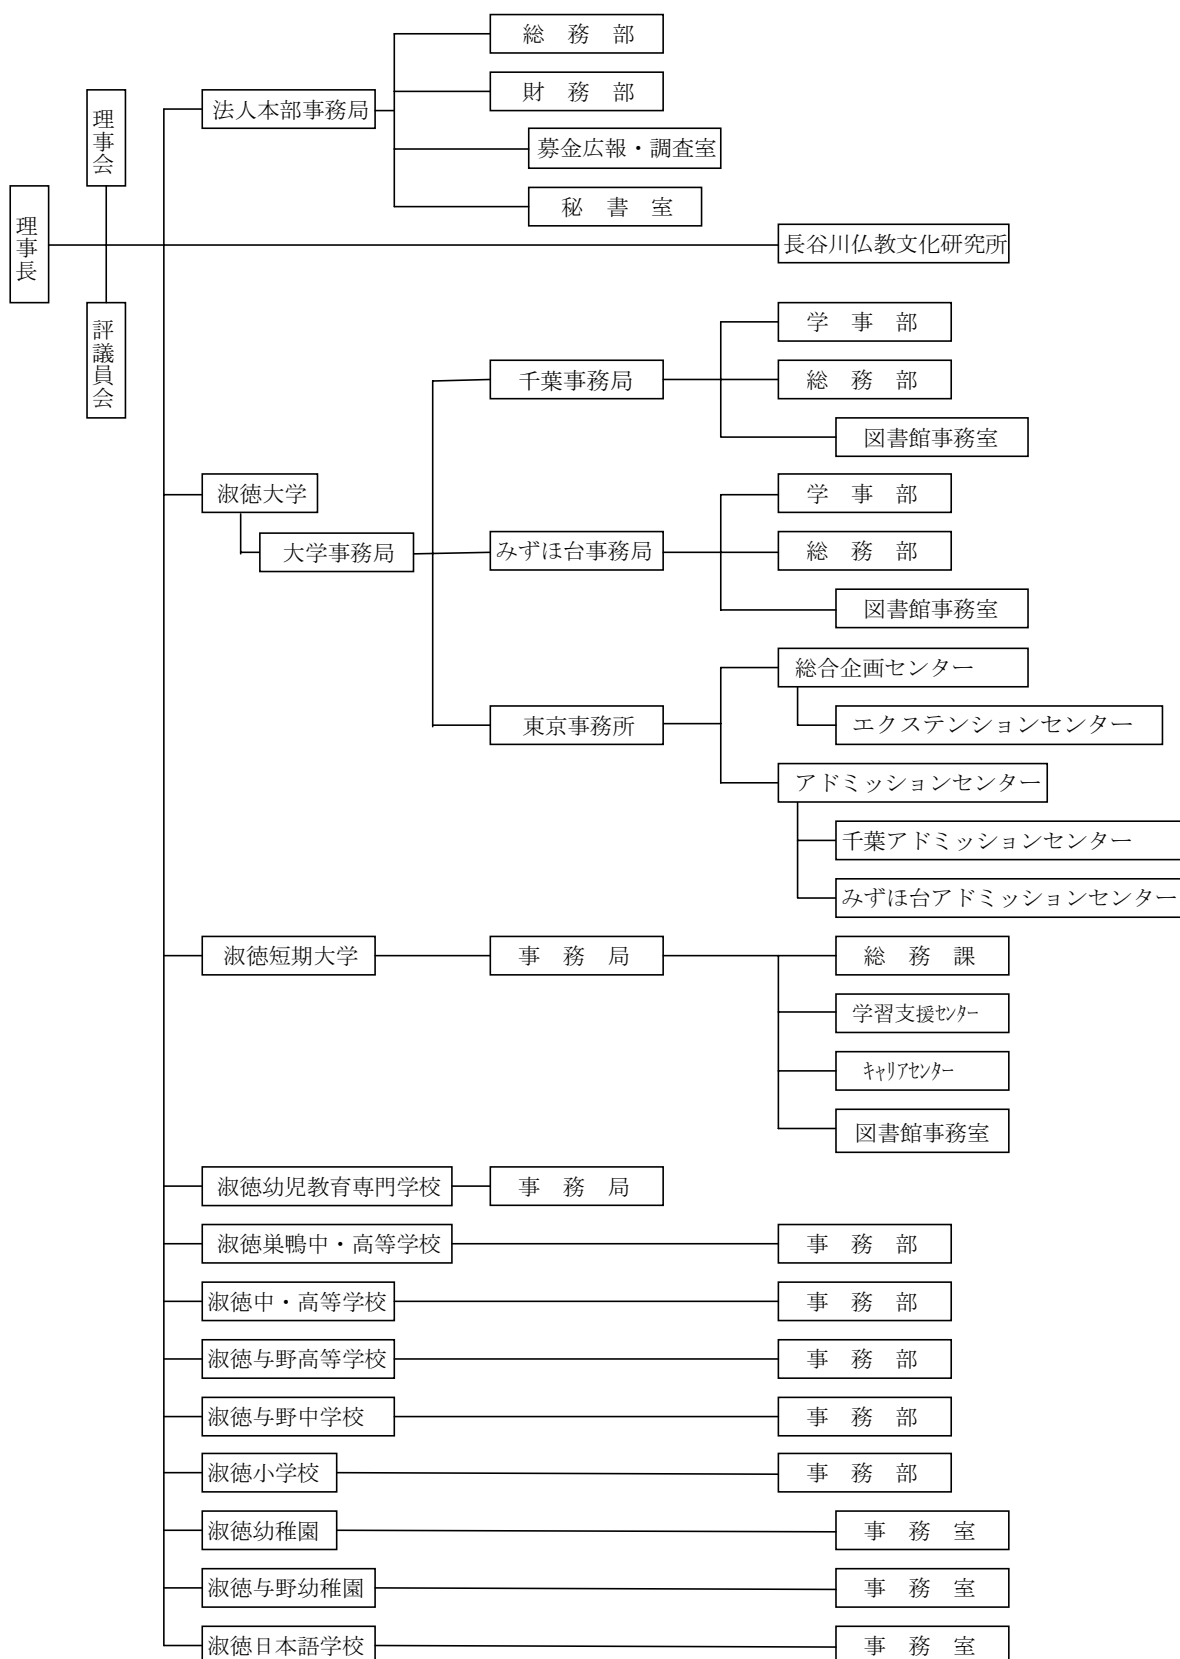 総務部
財務部
法人本部事務局
理事会
募金広報・調査室
秘書室
理事長
長谷川仏教文化研究所
評議員会
学事部
千葉事務局
総務部
図書館事務室
淑徳大学
学事部
大学事務局
みずほ台事務局
総務部
図書館事務室
総合企画センター
東京事務所
エクステンションセンター
アドミッションセンター
千葉アドミッションセンター
みずほ台アドミッションセンター
淑徳短期大学
事務局
総務課
学習支援ｾﾝﾀｰ
ｷｬﾘｱｾﾝﾀｰ
図書館事務室
淑徳幼児教育専門学校
事務局
淑徳巣鴨中・高等学校
事務部
淑徳中・高等学校
事務部
淑徳与野高等学校
事務部
淑徳与野中学校
事務部
淑徳小学校
事務部
淑徳幼稚園
事務室
淑徳与野幼稚園
事務室
淑徳日本語学校
事務室